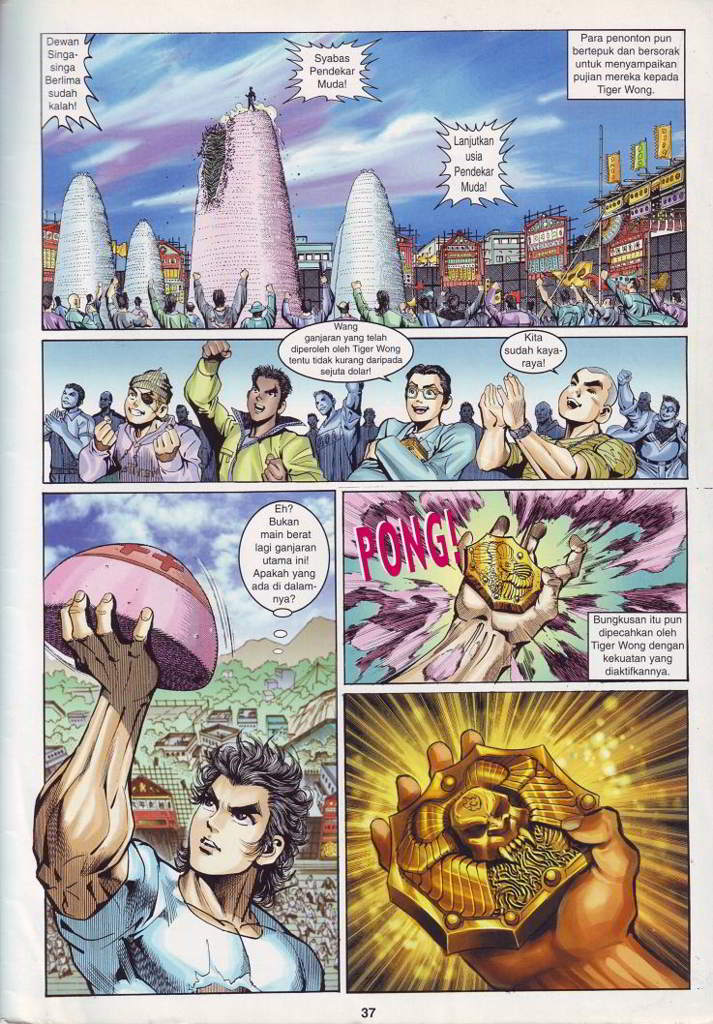 Dewan
Singa-
singa
Berlima
sudah
kalah!
Syabas
Pendekar
Muda!
Lanjutkan
usia
Pendekar
Muda!
Para penonton pun
bertepuk dan bersorak
untuk menyampaikan
pujian mereka kepada
Tiger Wong.
Wang
ganjaran yang telah
diperoleh oleh Tiger Wong
tentu tidak kurang daripada
sejuta dolar!
Kita
sudah kaya-
raya!
Eh?
Bukan
main berat
lagi ganjaran
utama ini!
Apakah yang
ada di dalam-
nya?
PONG!
Bungkusan itu pun
dipecahkan oleh
Tiger Wong dengan
kekuatan yang
diaktifkannya.
37